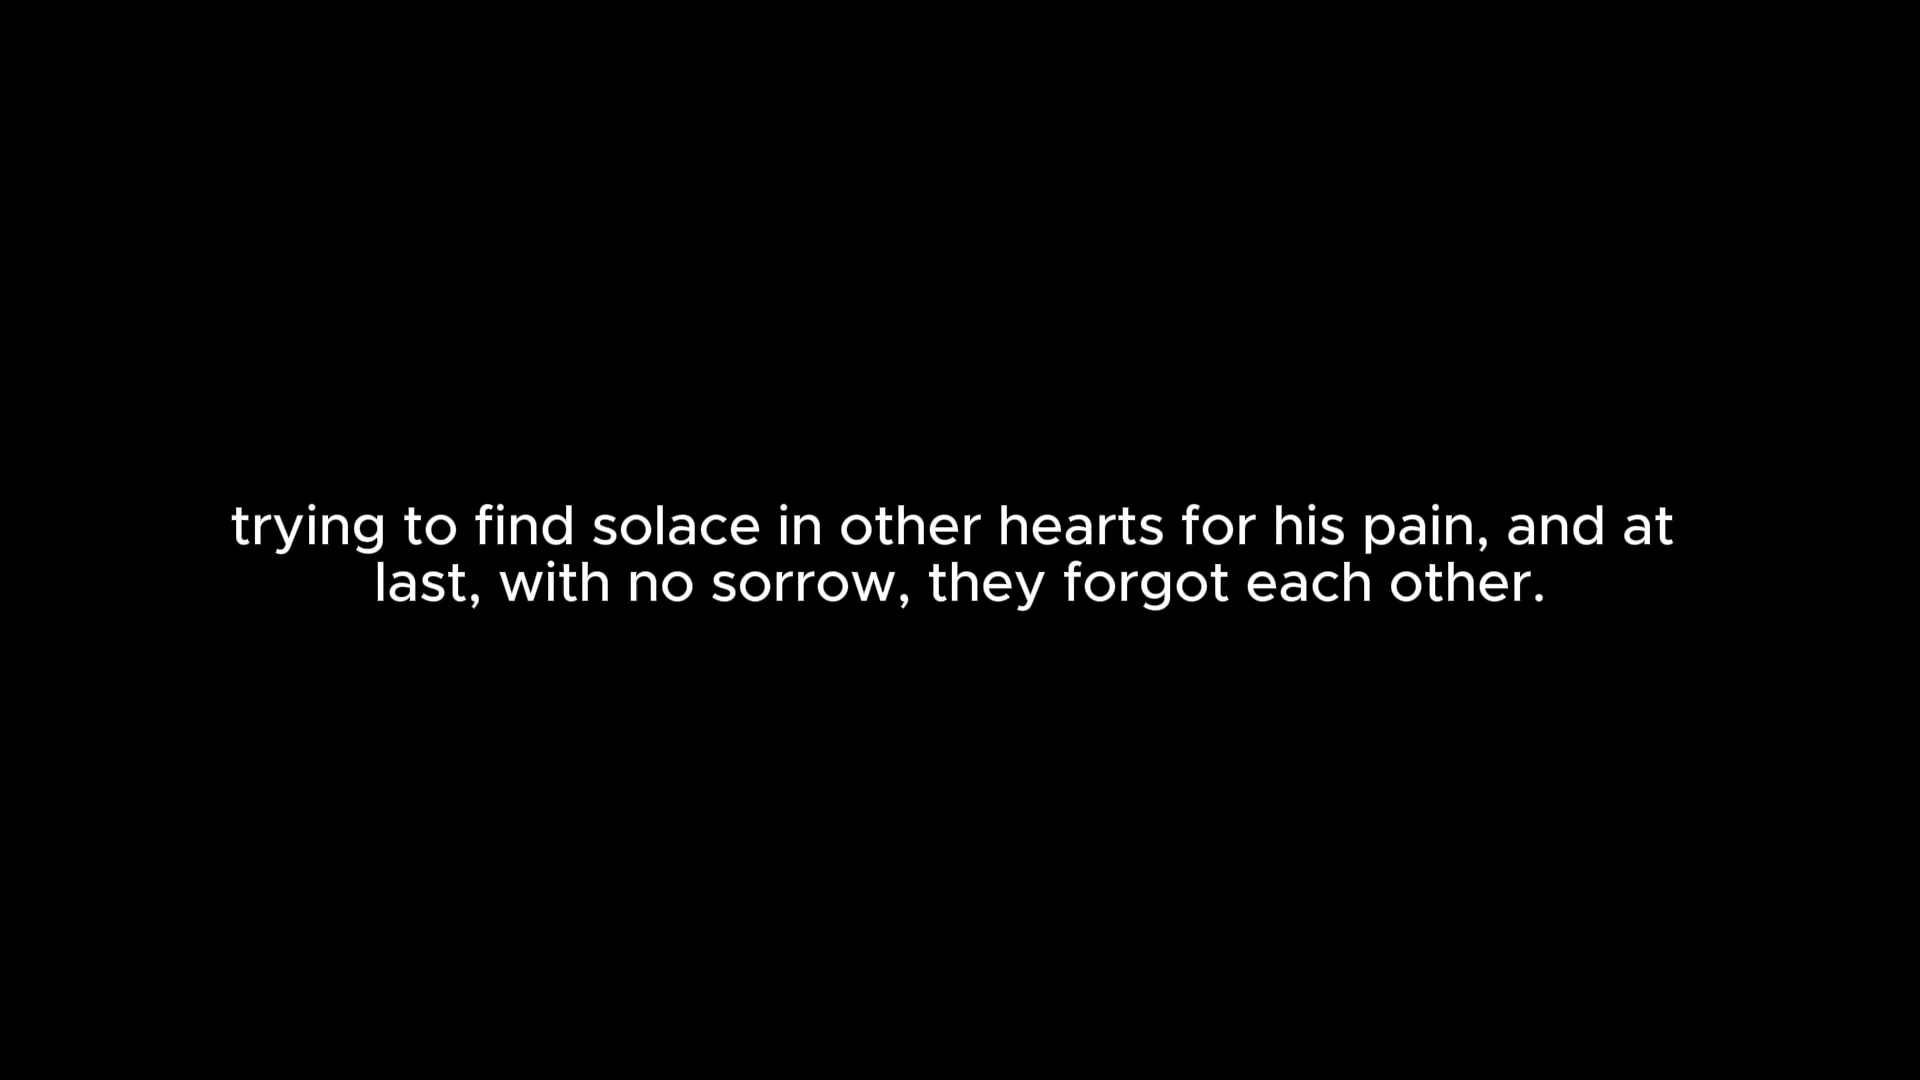 trying to find solace in other hearts for his pain, and at
last, with no sorrow, they forgot each other.